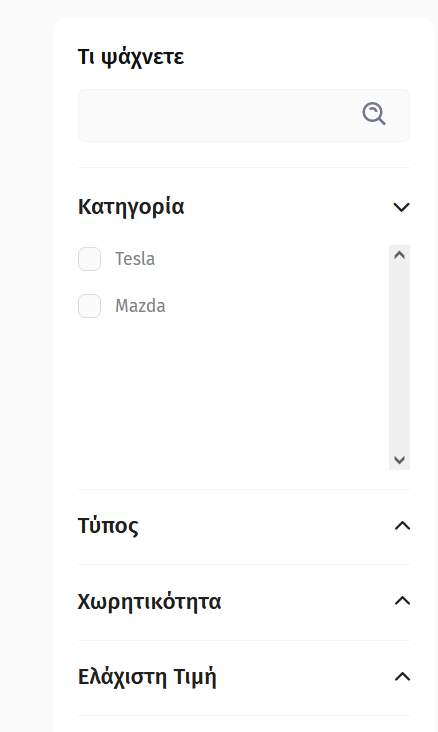 Τι ψάχνετε
Κατηγορία
Tesla
Mazda
Τύπος
Χωρητικότητα
Ελάχιστη Τιμή